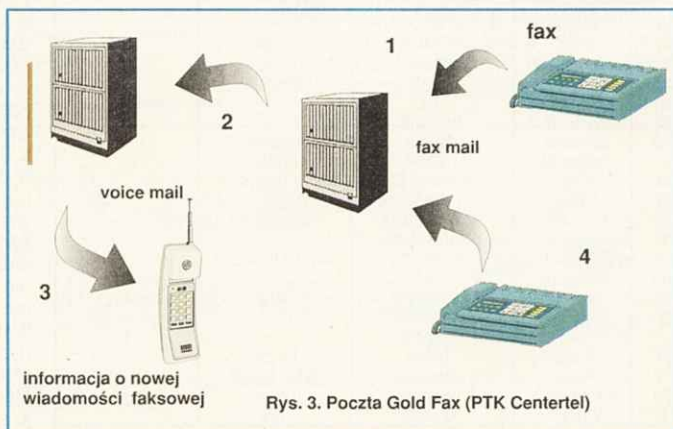 fax
1
2
fax mail
voice mail
3
4
informacja o nowej
wiadomości faksowej
Rys. 3. Poczta Gold Fax (PTK Centertel)